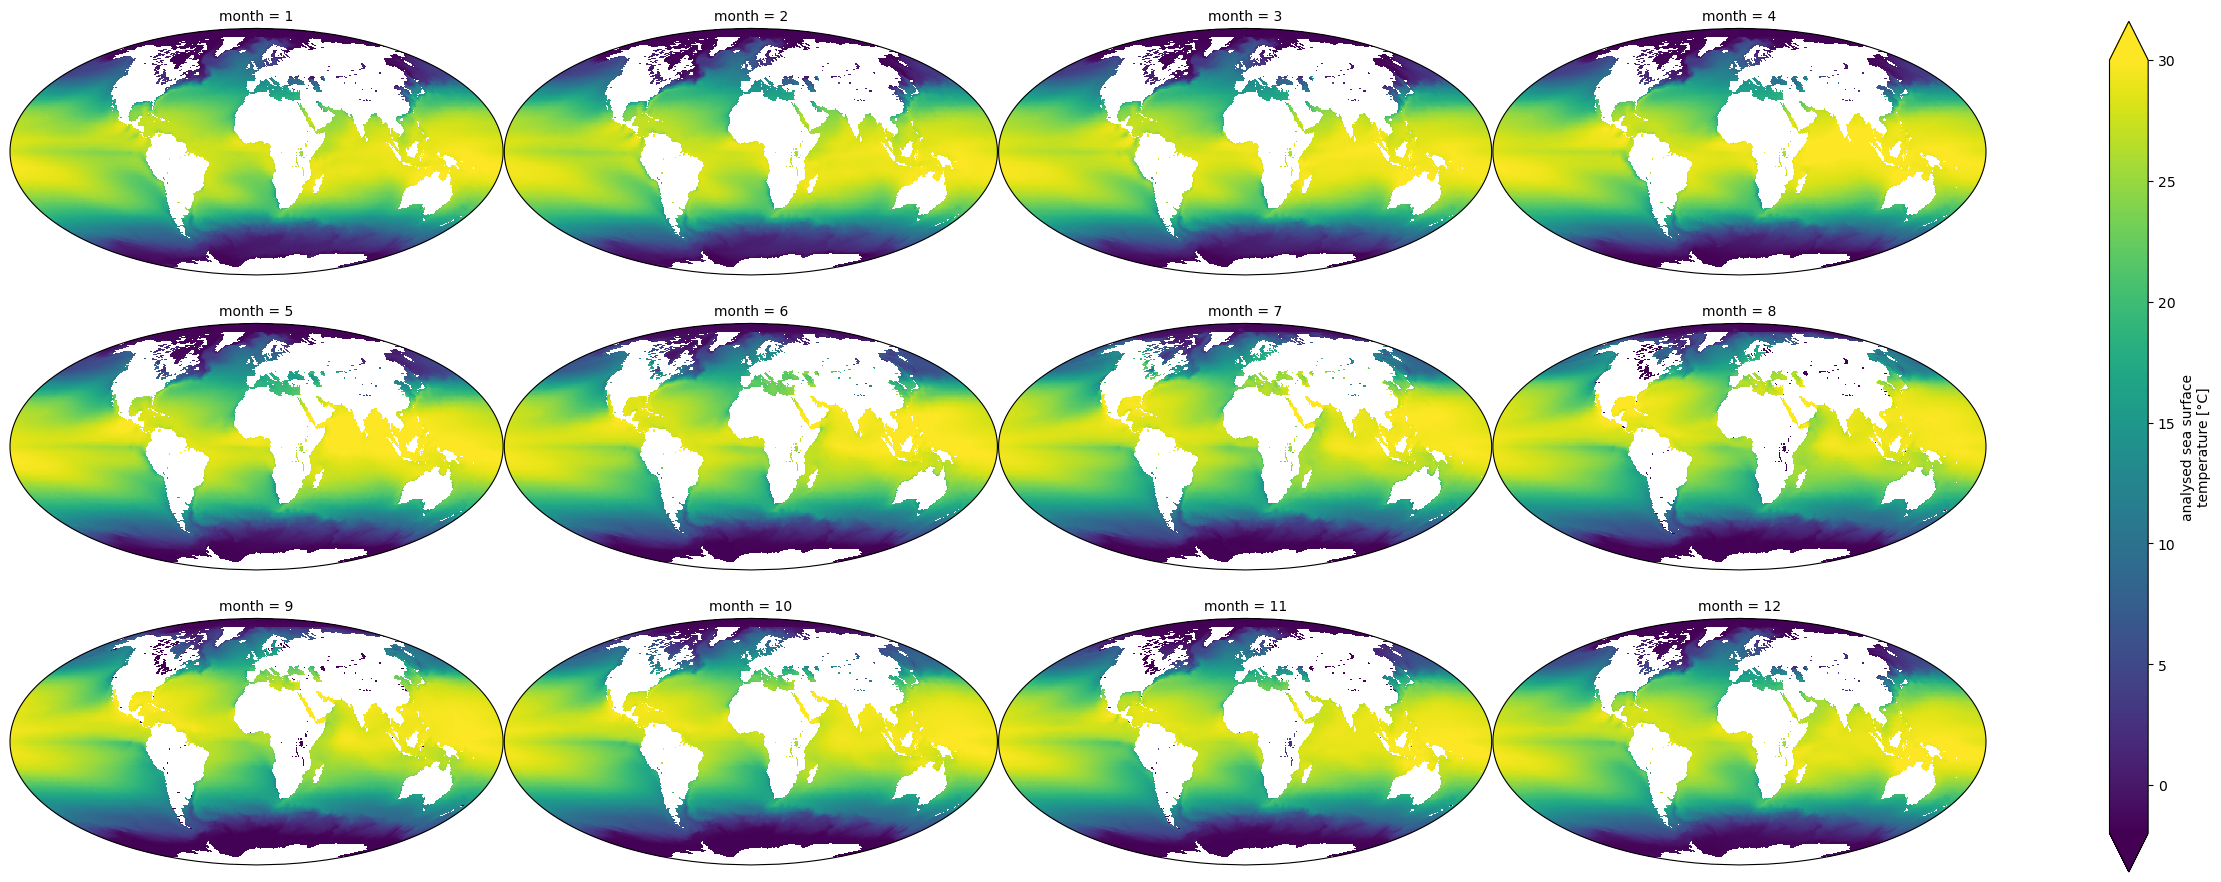 month = 1
month = 2
month = 3
month = 4
month = 5
month = 6
month = 7
month = 8
month = 9
month = 10
month = 11
month = 12
30
25
20
15
10
5
0
analysed sea surface
temperature [°C]